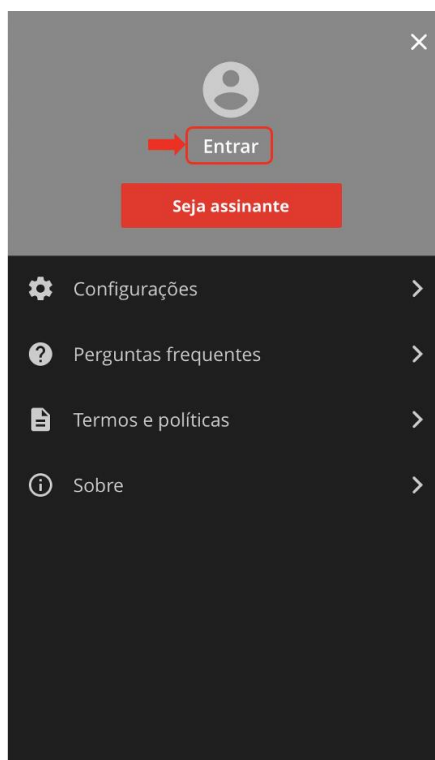 Entrar
Seja assinante
Configurações
Perguntas frequentes
Termos e políticas
Sobre